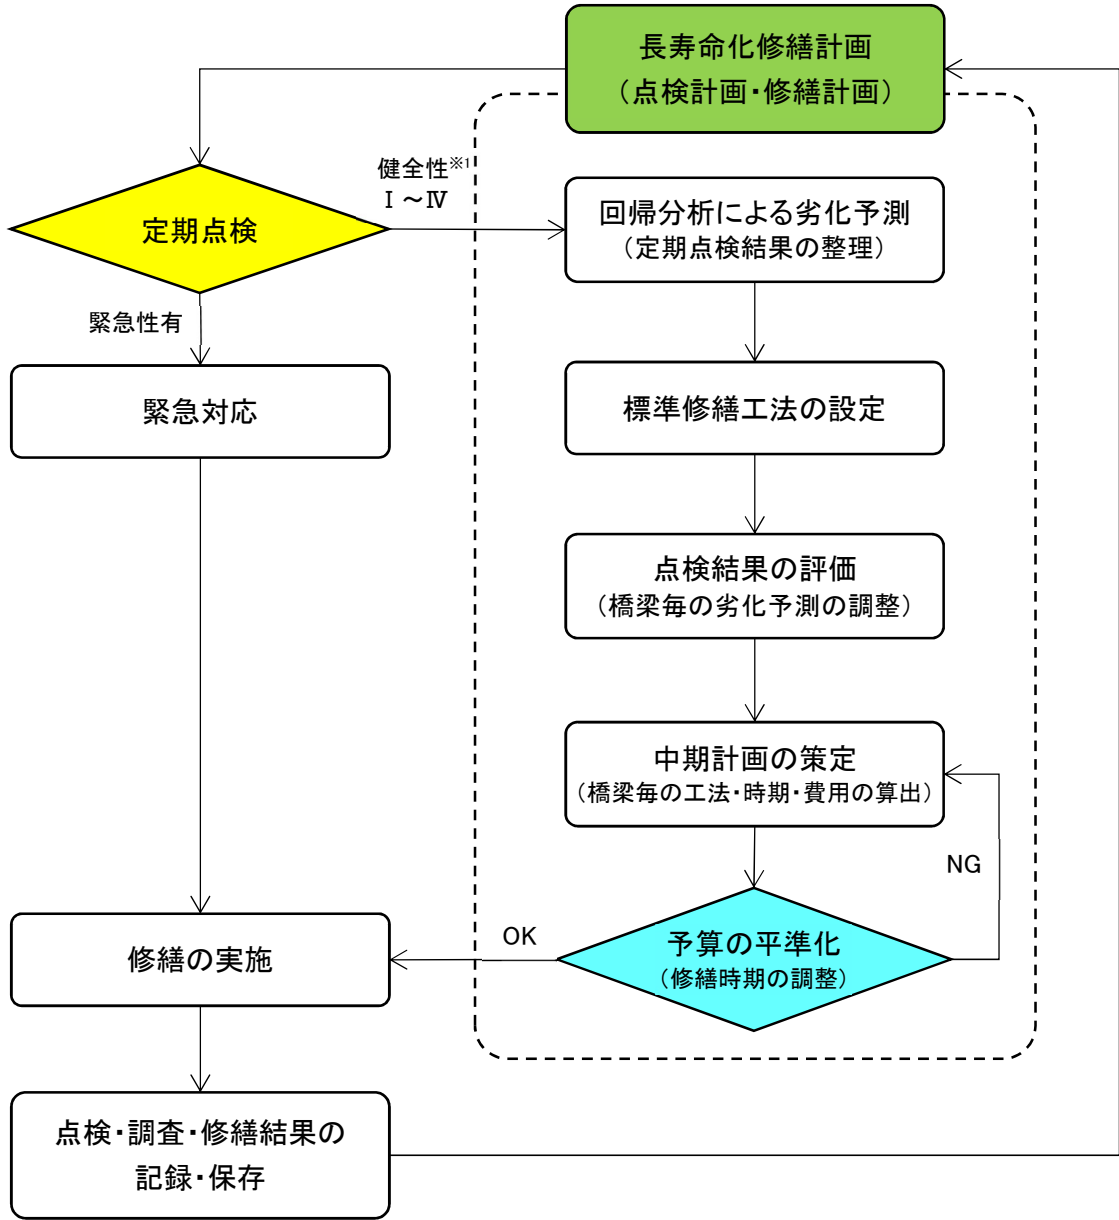 長寿命化修繕計画
（点検計画・修繕計画）
健全性※1
Ⅰ～Ⅳ
定期点検
回帰分析による劣化予測
（定期点検結果の整理）
緊急性有
緊急対応
標準修繕工法の設定
点検結果の評価
（橋梁毎の劣化予測の調整）
中期計画の策定
（橋梁毎の工法・時期・費用の算出）
NG
OK
予算の平準化
（修繕時期の調整）
修繕の実施
点検・調査・修繕結果の
記録・保存